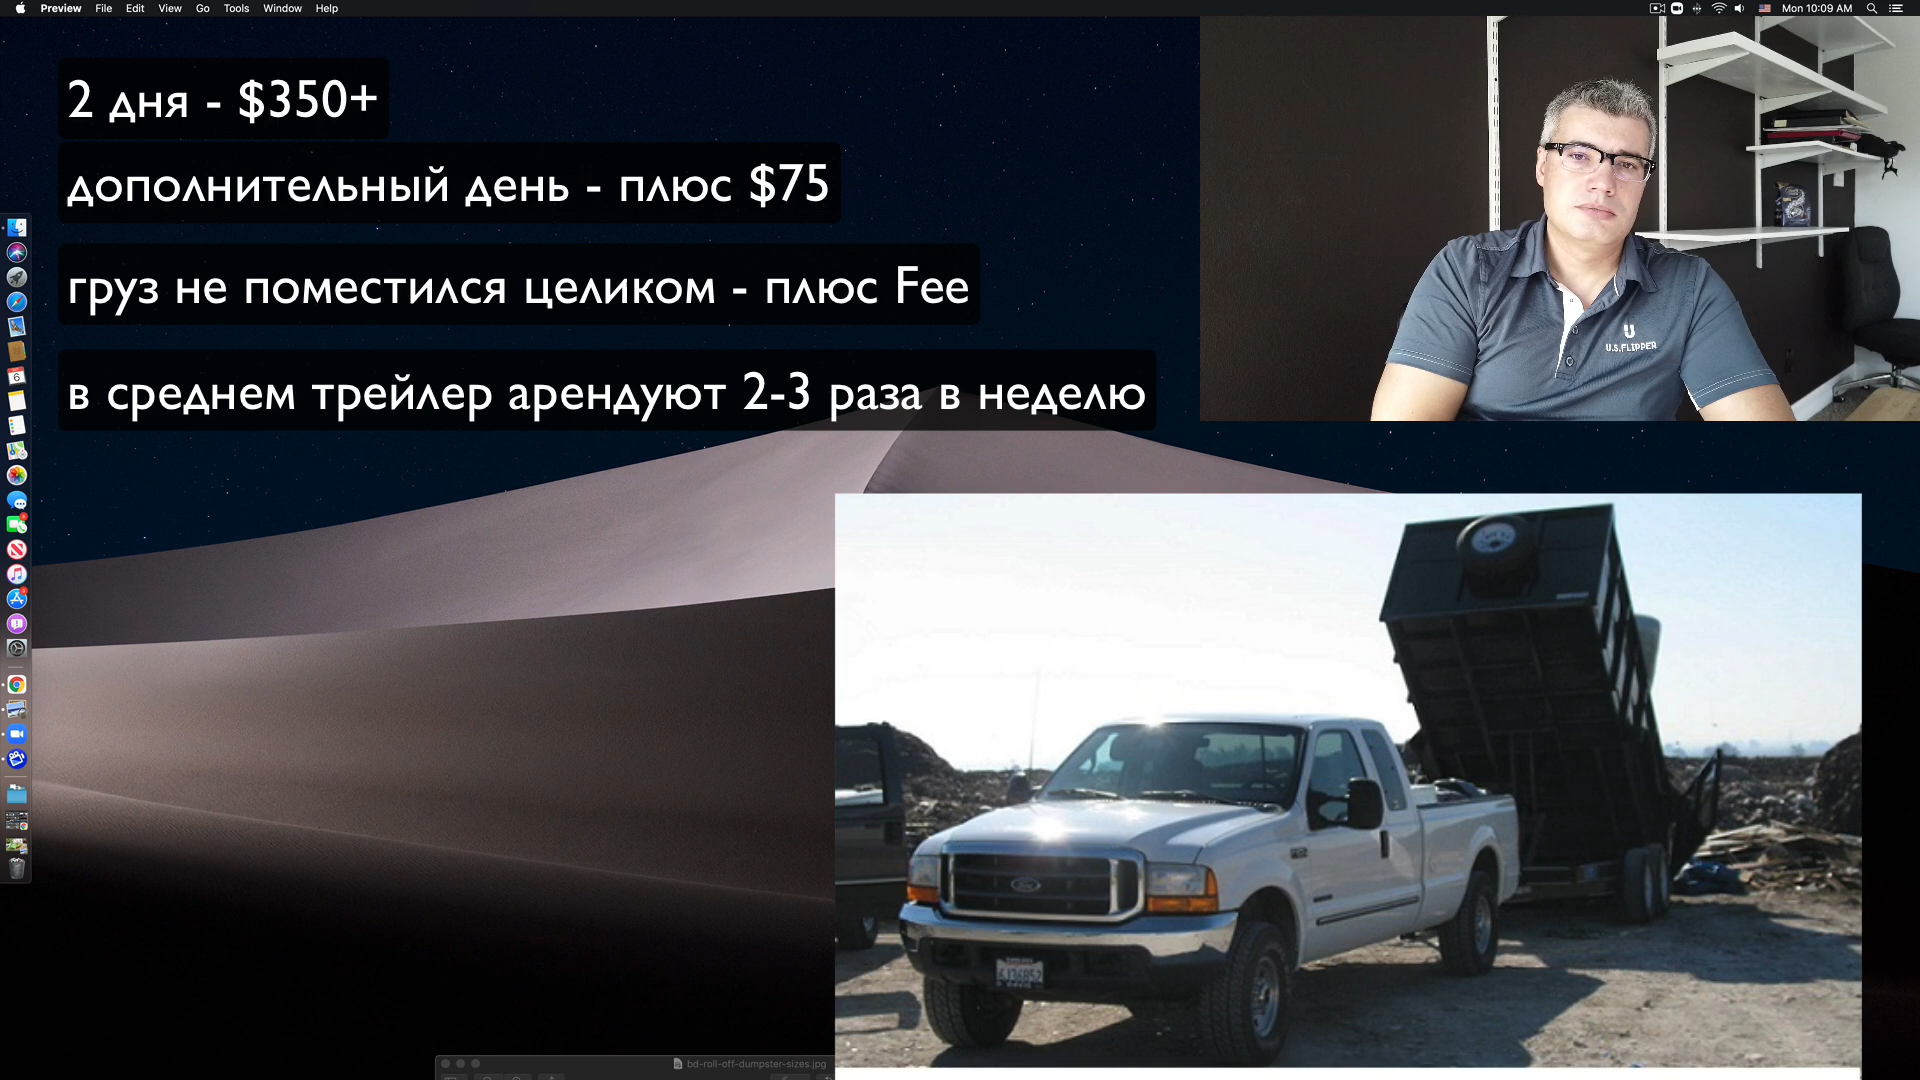 Preview File Edit View Go Tools Window Help Mon 10:09 AM
2 дня - $350+
дополнительный день - плюс $75
груз не поместился целиком - плюс Fee
в среднем трейлер арендуют 2-3 раза в неделю
U
U.S.FLIPPER
Ford
bd-roll-off-dumpster-sizes.jpg